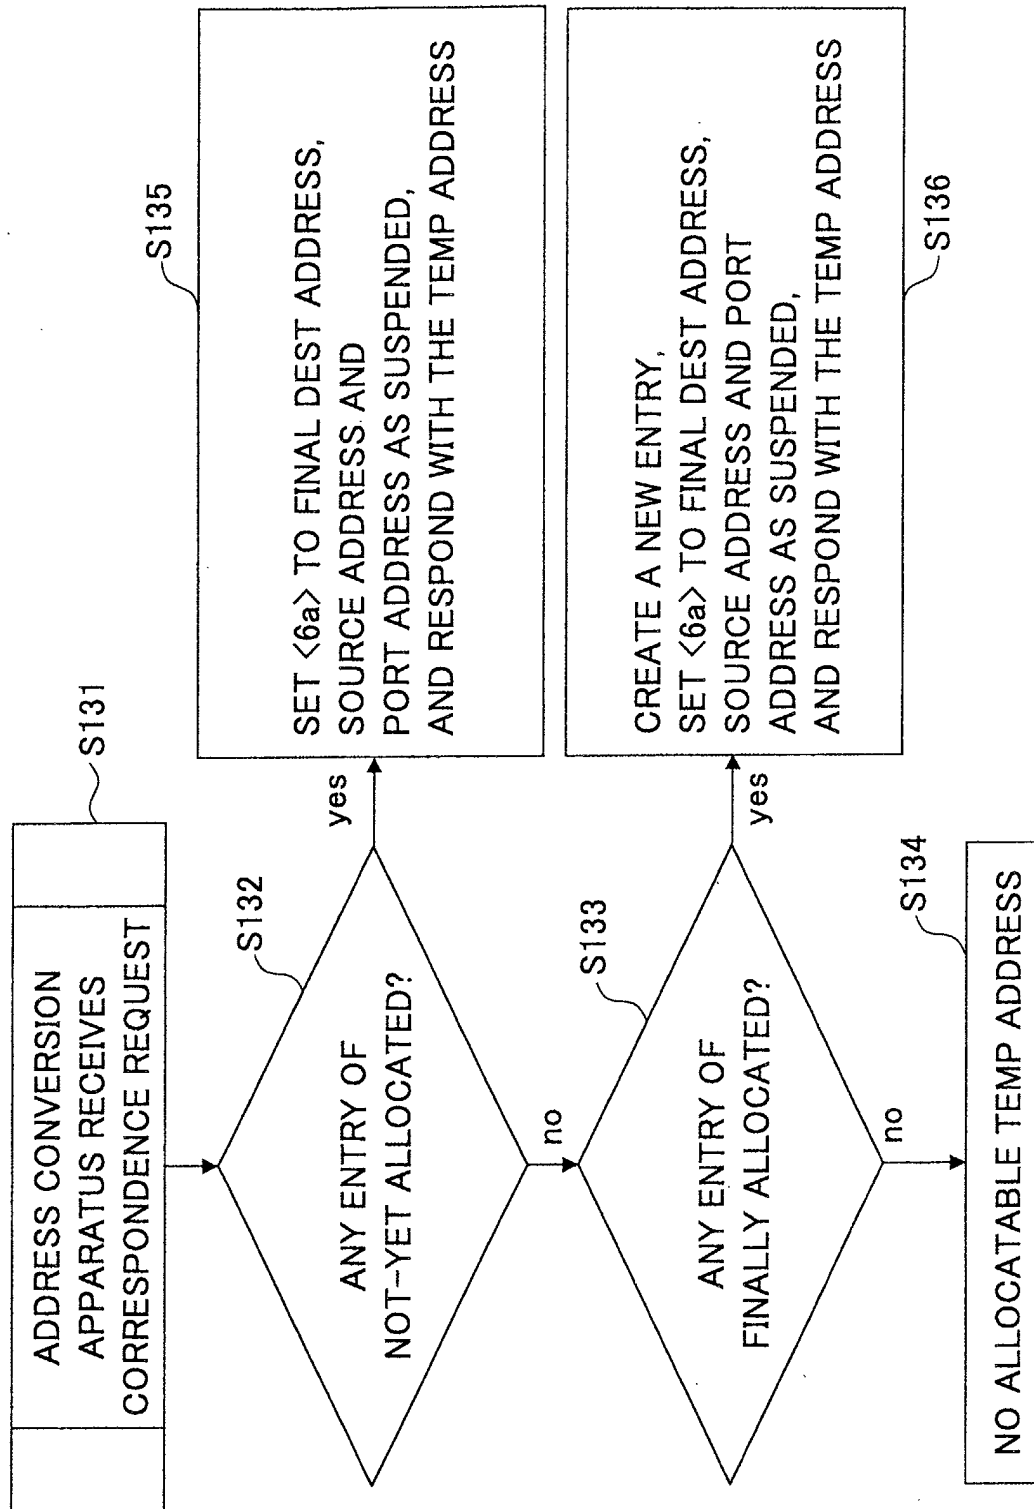 S131
ADDRESS CONVERSION
APPARATUS RECEIVES
CORRESPONDENCE REQUEST
S132
ANY ENTRY OF
NOT-YET ALLOCATED?
yes
S135
SET <6a> TO FINAL DEST ADDRESS,
SOURCE ADDRESS AND
PORT ADDRESS AS SUSPENDED,
AND RESPOND WITH THE TEMP ADDRESS
no
S133
ANY ENTRY OF
FINALLY ALLOCATED?
yes
CREATE A NEW ENTRY,
SET <6a> TO FINAL DEST ADDRESS,
SOURCE ADDRESS AND PORT
ADDRESS AS SUSPENDED,
AND RESPOND WITH THE TEMP ADDRESS
S136
no
S134
NO ALLOCATABLE TEMP ADDRESS